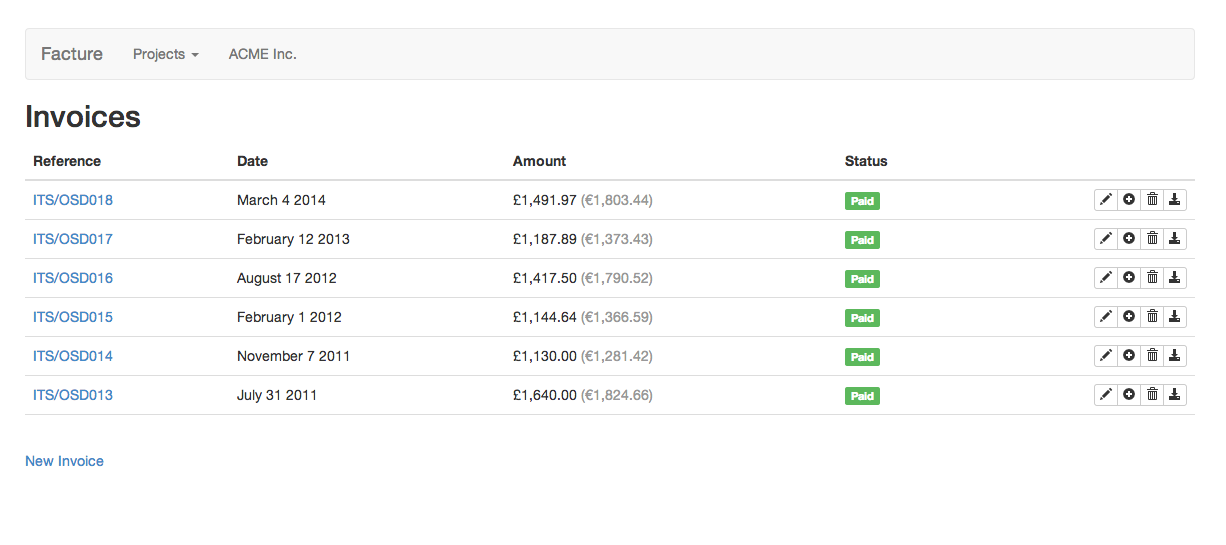 Facture Projects ACME Inc.
Invoices
Reference Date Amount Status
ITS/OSD018 March 4 2014 £1,491.97 (€1,803.44) Paid
ITS/OSD017 February 12 2013 £1,187.89 (€1,373.43) Paid
ITS/OSD016 August 17 2012 £1,417.50 (€1,790.52) Paid
ITS/OSD015 February 1 2012 £1,144.64 (€1,366.59) Paid
ITS/OSD014 November 7 2011 £1,130.00 (€1,281.42) Paid
ITS/OSD013 July 31 2011 £1,640.00 (€1,824.66) Paid
New Invoice